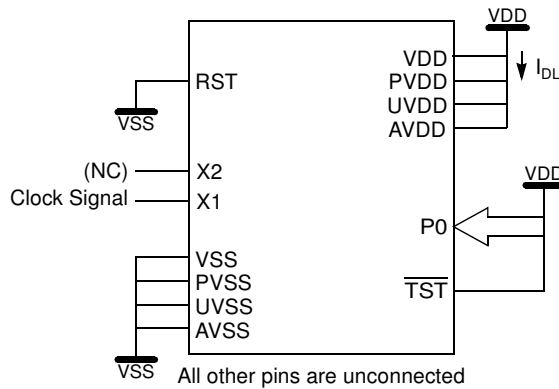 VDD
VDD
I_DL
PVDD
RST
UVDD
VSS
AVDD
(NC)
X2
VDD
Clock Signal
X1
P0
VSS
PVSS
TST
UVSS
AVSS
VSS
All other pins are unconnected